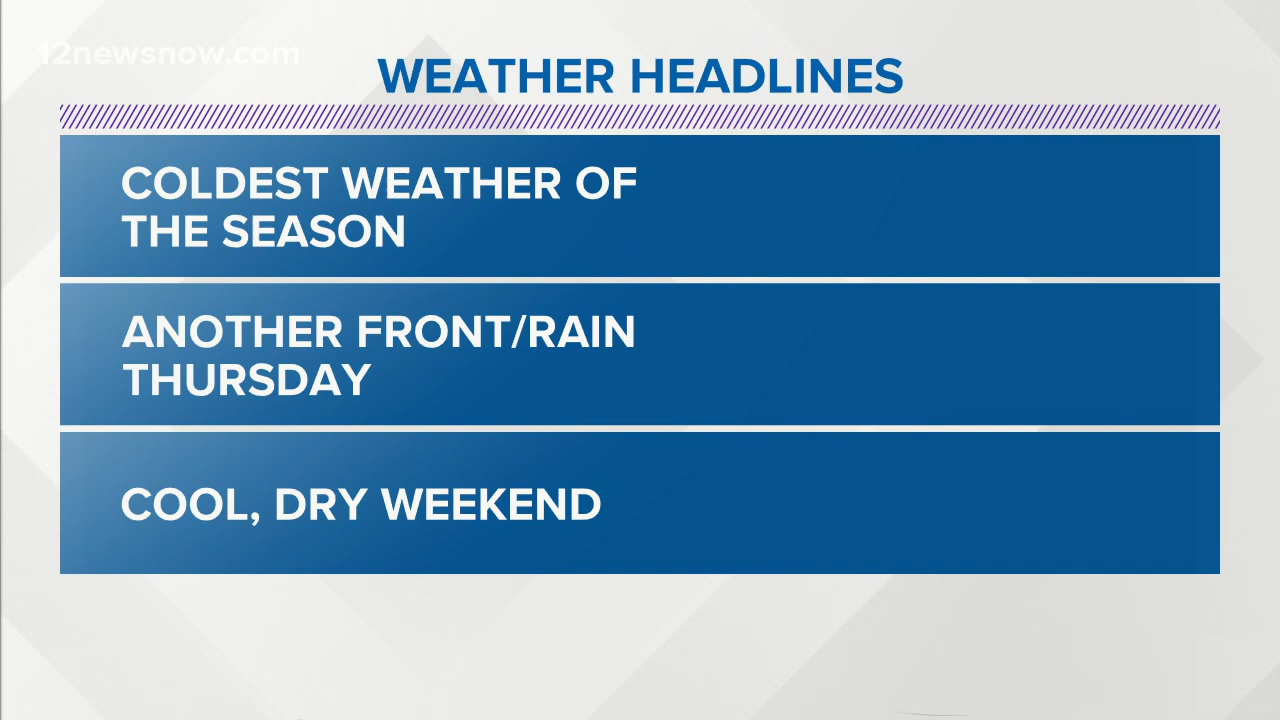 12newsnow.com
WEATHER HEADLINES
COLDEST WEATHER OF
THE SEASON
ANOTHER FRONT/RAIN
THURSDAY
COOL, DRY WEEKEND